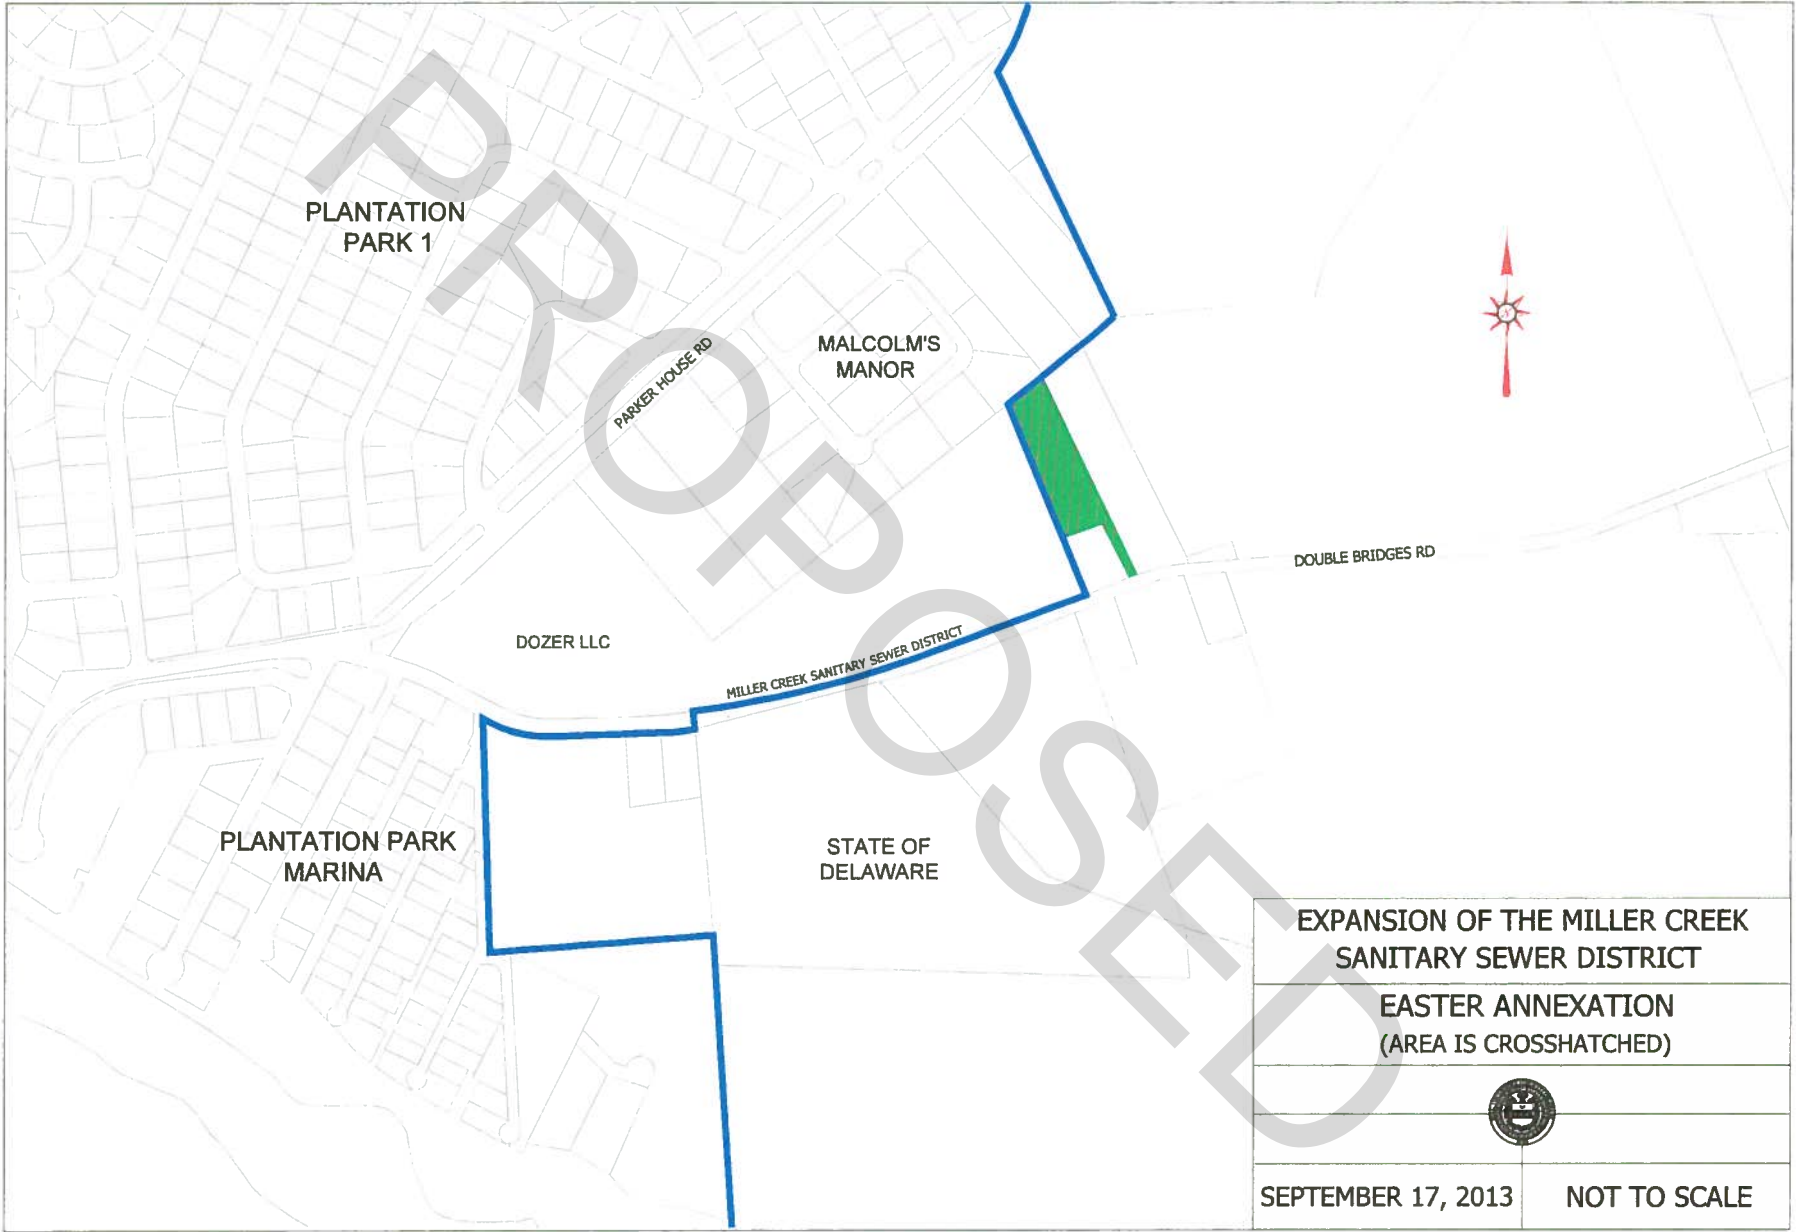 PROPOSED
PLANTATION
PARK 1
PARKER HOUSE RD
MALCOLM'S
MANOR
N
DOUBLE BRIDGES RD
DOZER LLC
MILLER CREEK SANITARY SEWER DISTRICT
PLANTATION PARK
MARINA
STATE OF
DELAWARE
EXPANSION OF THE MILLER CREEK
SANITARY SEWER DISTRICT
EASTER ANNEXATION
(AREA IS CROSSHATCHED)
SEPTEMBER 17, 2013
NOT TO SCALE